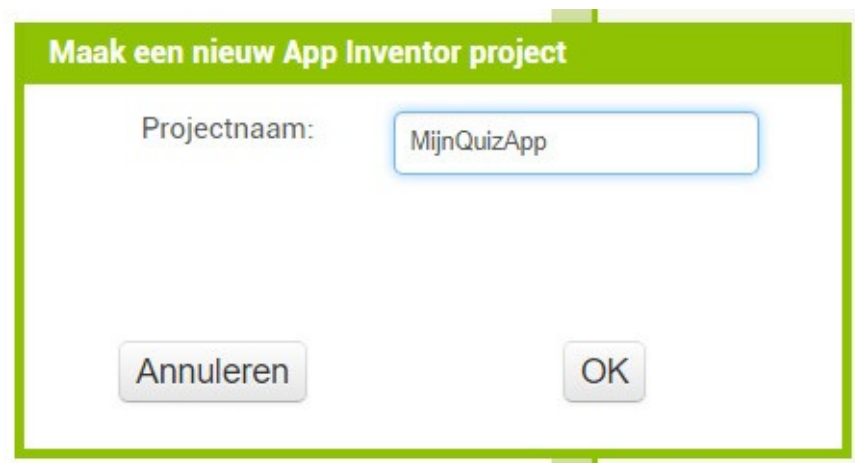 Maak een nieuw App Inventor project
Projectnaam:
MijnQuizApp
Annuleren
OK